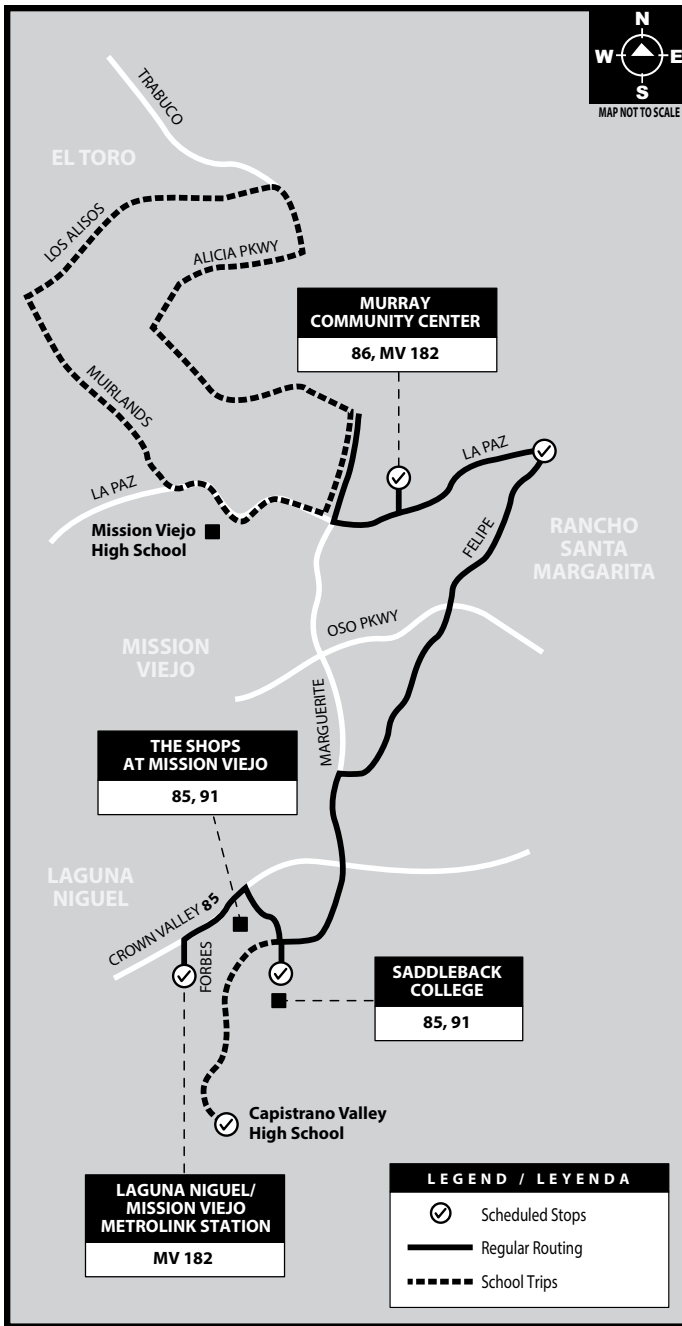 N
W E
S
MAP NOT TO SCALE
TRABUCO
EL TORO
LOS ALISOS
ALICIA PKWY
MURRAY
COMMUNITY CENTER
86, MV 182
MUIRLANDS
LA PAZ
LA PAZ
Mission Viejo
High School
FELIPE
RANCHO
SANTA
MARGARITA
OSO PKWY
MISSION
VIEJO
MARGUERITE
THE SHOPS
AT MISSION VIEJO
85, 91
LAGUNA
NIGUEL
CROWN VALLEY 85
FORBES
SADDLEBACK
COLLEGE
85, 91
Capistrano Valley
High School
LAGUNA NIGUEL/
MISSION VIEJO
METROLINK STATION
MV 182
LEGEND / LEYENDA
Scheduled Stops
Regular Routing
School Trips